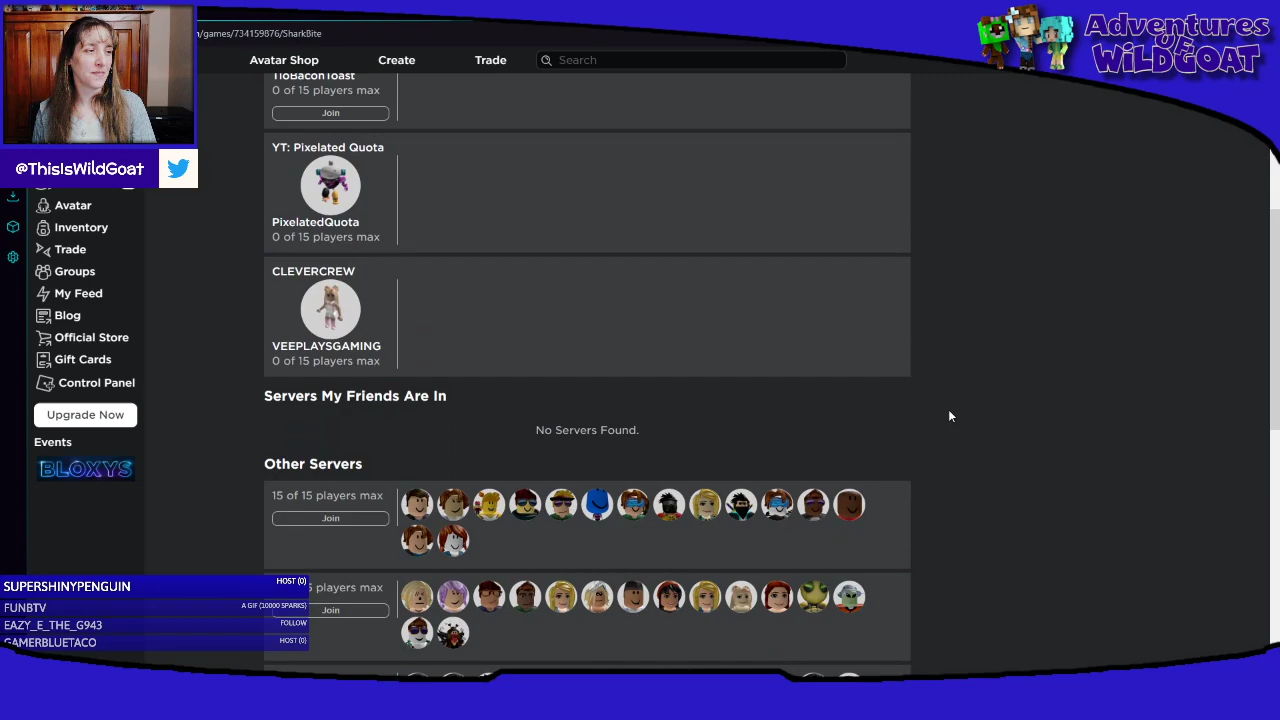 n/games/734159876/SharkBite
Avatar Shop
Create
Trade
Search
Adventures
OF
WILDGOAT
@ThisIsWildGoat
Avatar
Inventory
Trade
Groups
My Feed
Blog
Official Store
Gift Cards
Control Panel
Upgrade Now
Events
BLOXYS
TioBaconToast
0 of 15 players max
Join
YT: Pixelated Quota
PixelatedQuota
0 of 15 players max
CLEVERCREW
VEEPLAYSGAMING
0 of 15 players max
Servers My Friends Are In
No Servers Found.
Other Servers
15 of 15 players max
Join
5 players max
Join
SUPERSHINYPENGUIN HOST (0)
FUNBTV A GIF (10000 SPARKS)
EAZY_E_THE_G943 FOLLOW
GAMERBLUETACO HOST (0)